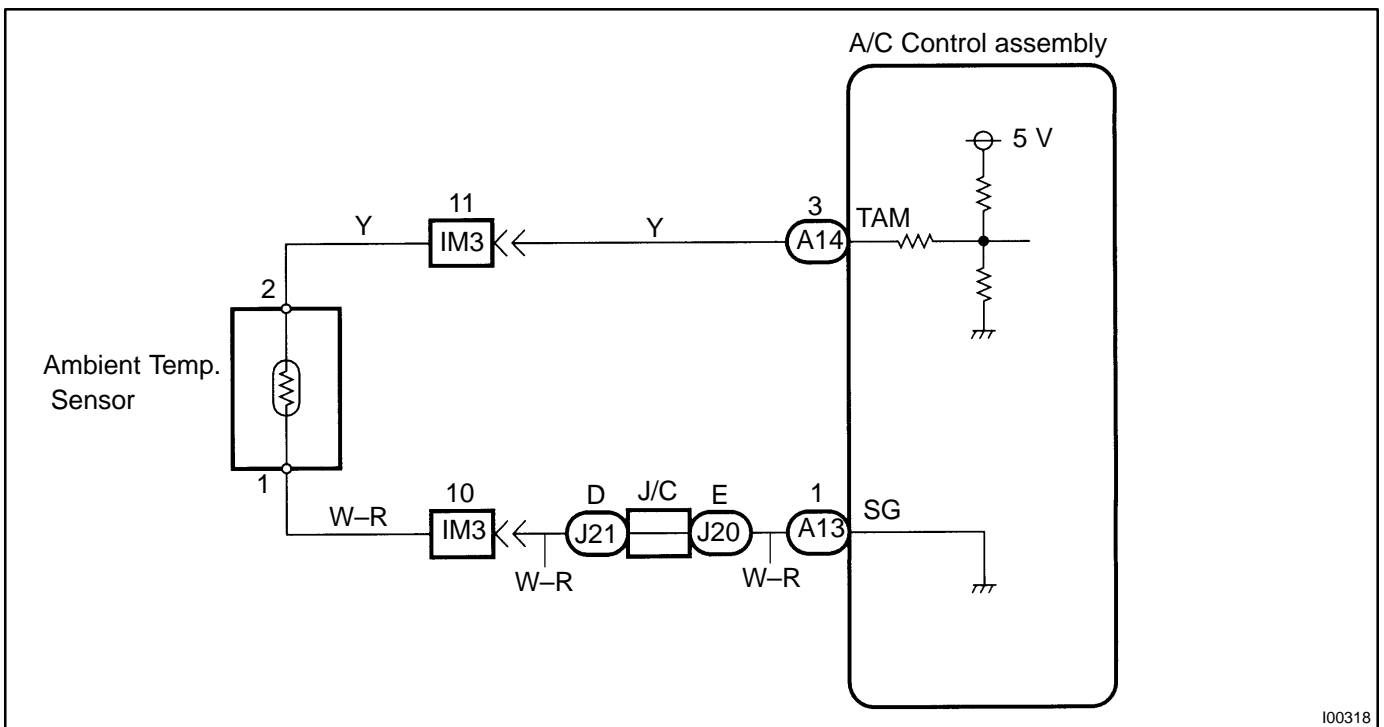 A/C Control assembly
5 V
11
3
TAM
Y
IM3
Y
A14
2
Ambient Temp.
Sensor
1
10
D
J/C
E
1
SG
W–R
IM3
J21
J20
A13
W–R
W–R
I00318